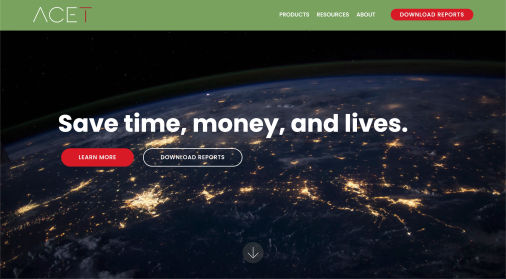 ACET
PRODUCTS RESOURCES ABOUT DOWNLOAD REPORTS
Save time, money, and lives.
LEARN MORE DOWNLOAD REPORTS